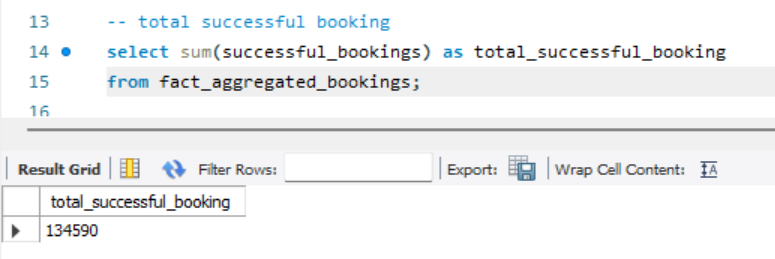 13 -- total successful booking
14 select sum(successful_bookings) as total_successful_booking
15 from fact_aggregated_bookings;
16
Result Grid Filter Rows: Export: Wrap Cell Content:
total_successful_booking
134590